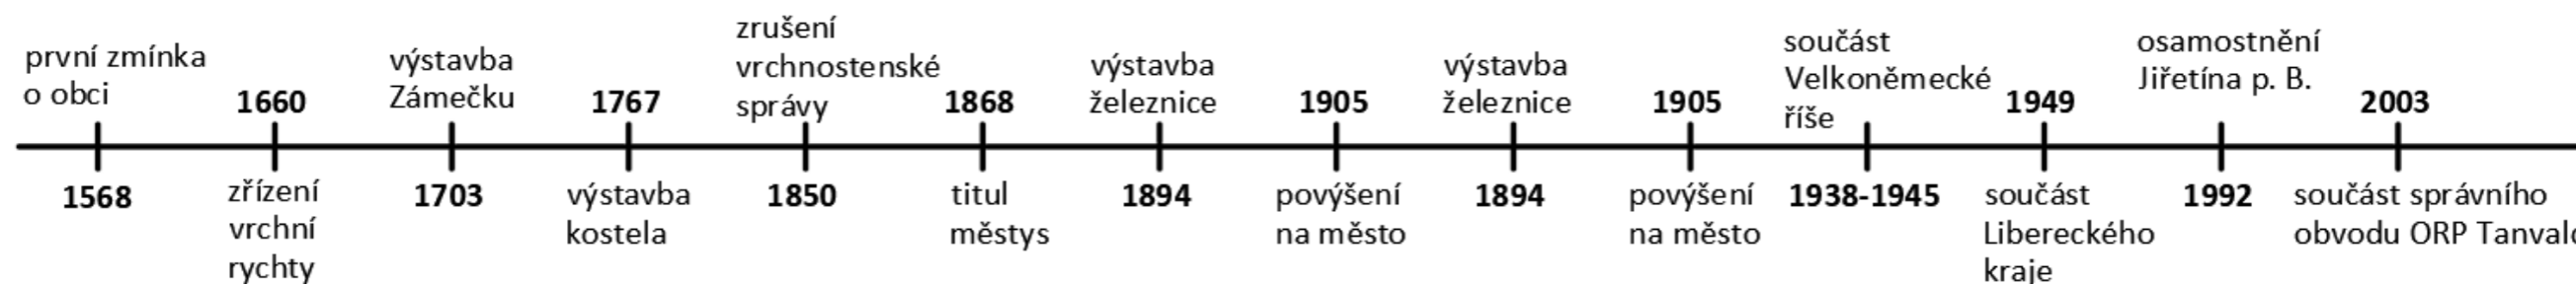 první zmínka
o obci
1568
1660
zřízení
vrchní
rychty
výstavba
Zámečku
1703
1767
výstavba
kostela
zrušení
vrchnostenské
správy
1850
1868
titul
městys
výstavba
železnice
1894
1905
povýšení
na město
výstavba
železnice
1894
1905
povýšení
na město
součást
Velkoněmecké
říše
1938-1945
1949
součást
Libereckého
kraje
osamostnění
Jiřetína p. B.
1992
2003
součást správního
obvodu ORP